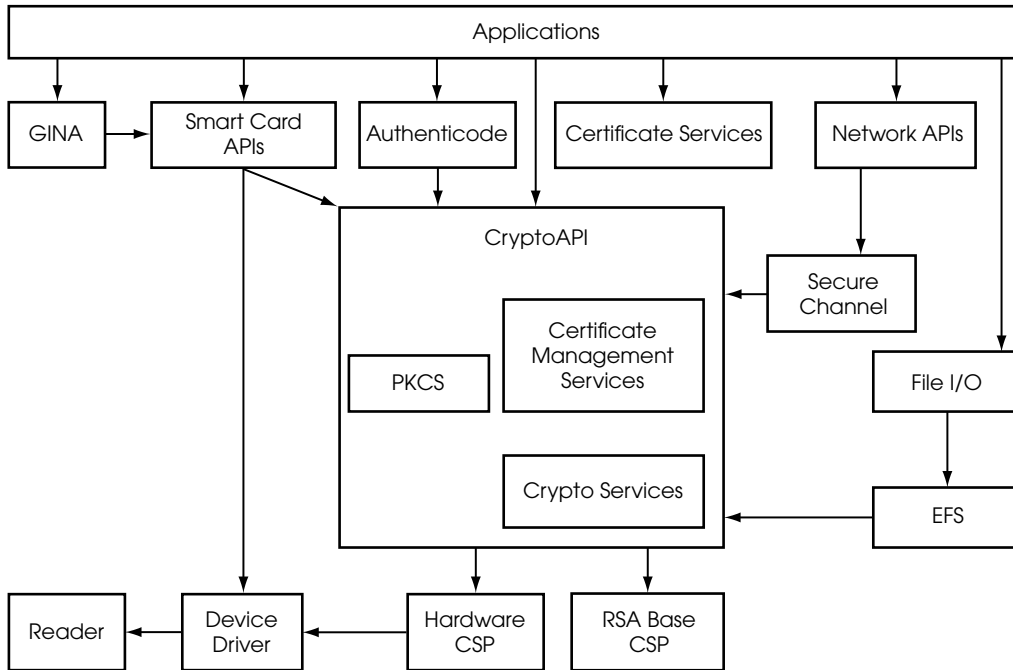 Applications
GINA
Smart Card
APIs
Authenticode
Certificate Services
Network APIs
CryptoAPI
Secure
Channel
Certificate
Management
Services
PKCS
File I/O
Crypto Services
EFS
Reader
Device
Driver
Hardware
CSP
RSA Base
CSP